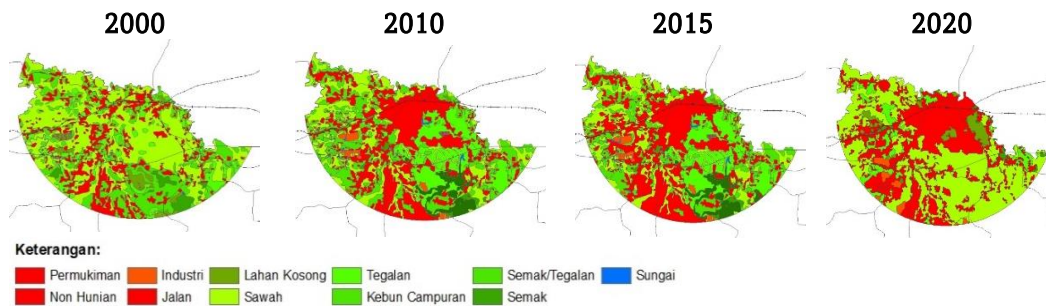 2000 2010 2015 2020
Keterangan:
Permukiman Industri Lahan Kosong Tegalan Semak/Tegalan Sungai
Non Hunian Jalan Sawah Kebun Campuran Semak